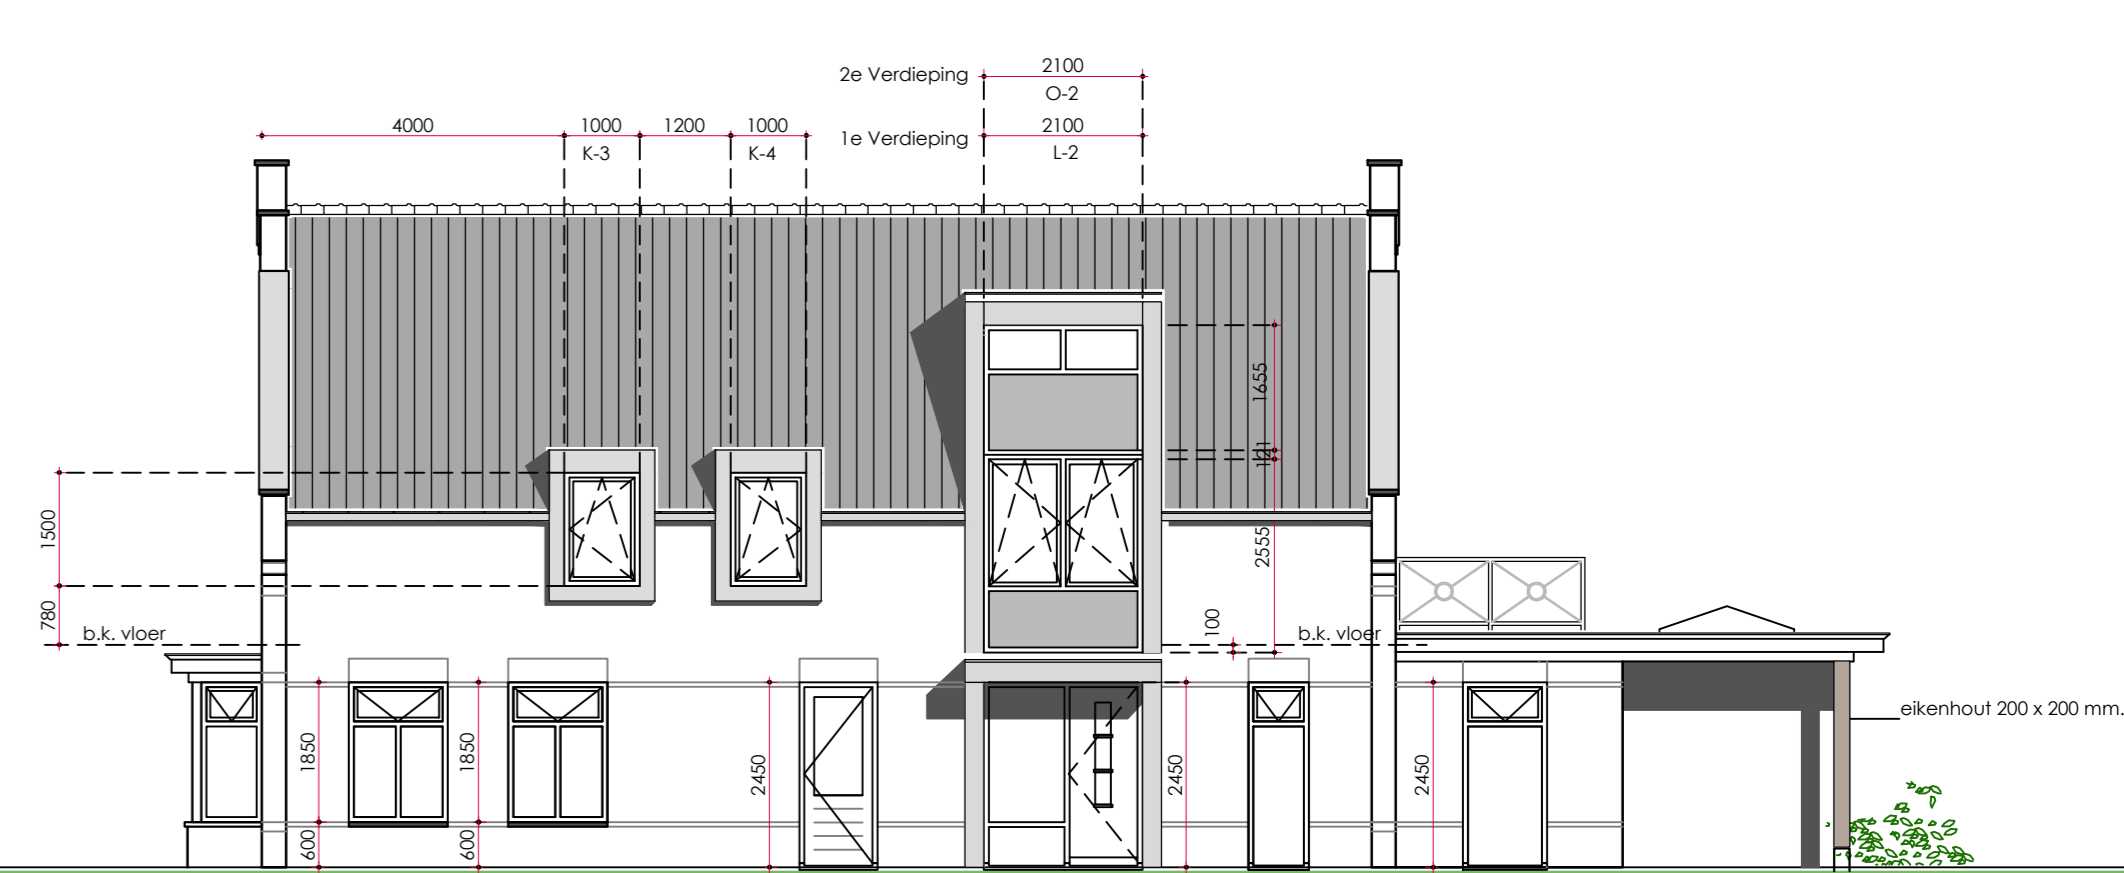 2e Verdieping 2100
O-2
4000 1000 1200 1000 1e Verdieping 2100
K-3 K-4 L-2
1655
121
1500
2555
780
100
b.k. vloer b.k. vloer
eikenhout 200 x 200 mm.
1850 1850 2450 2450 2450
600 600